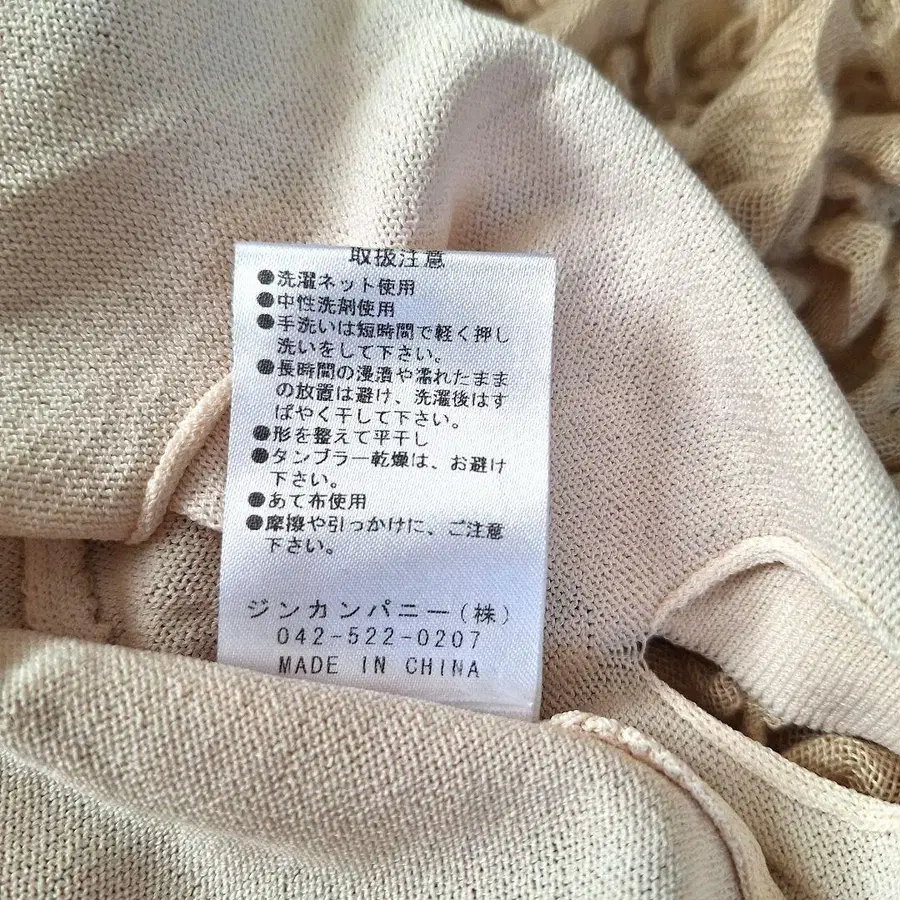 取扱注意
●洗濯ネット使用
●中性洗剤使用
●手洗いは短時間で軽く押し
洗いをして下さい。
●長時間の浸漬や濡れたまま
の放置は避け、洗濯後はす
ばやく干して下さい。
●形を整えて平干し
●タンブラー乾燥は、お避け
下さい。
●あて布使用
●摩擦や引っかけに、ご注意
下さい。
ジンカンパニー(株)
042-522-0207
MADE IN CHINA